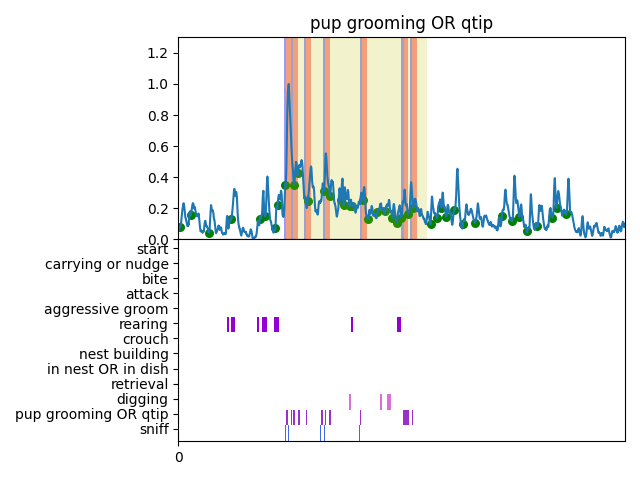 pup grooming OR qtip
1.2
1.0
0.8
0.6
0.4
0.2
0.0
start
carrying or nudge
bite
attack
aggressive groom
rearing
crouch
nest building
in nest OR in dish
retrieval
digging
pup grooming OR qtip
sniff
0